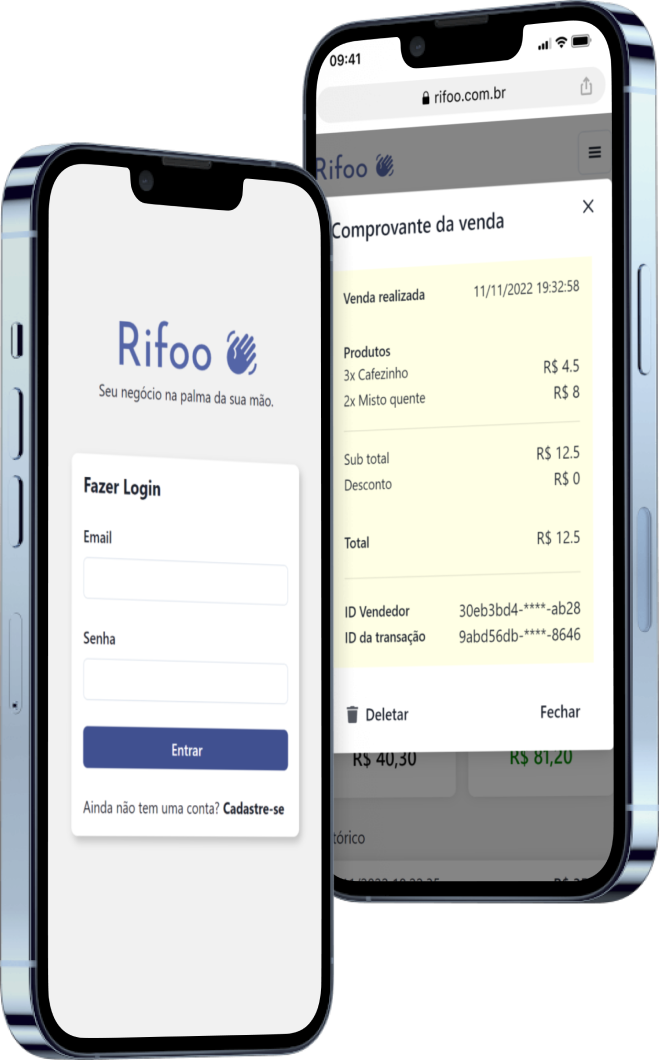 Rifoo
Seu negócio na palma da sua mão.
Fazer Login
Email
Senha
Entrar
Ainda não tem uma conta? Cadastre-se
09:41
rifoo.com.br
Rifoo
Comprovante da venda
Venda realizada 11/11/2022 19:32:58
Produtos
3x Cafezinho R$ 4.5
2x Misto quente R$ 8
Sub total R$ 12.5
Desconto R$ 0
Total R$ 12.5
ID Vendedor 30eb3bd4-****-ab28
ID da transação 9abd56db-****-8646
Deletar Fechar
R$ 40,30 R$ 81,20
tórico